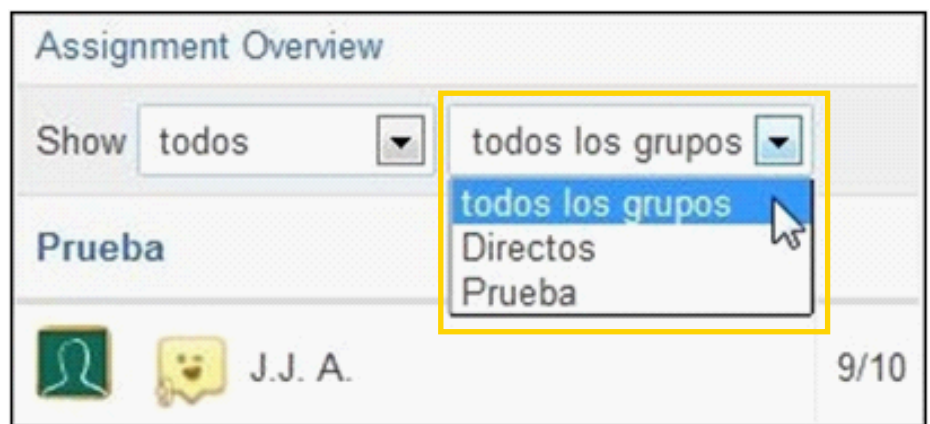 Assignment Overview
Show todos todos los grupos
todos los grupos
Directos
Prueba
Prueba
J.J. A. 9/10